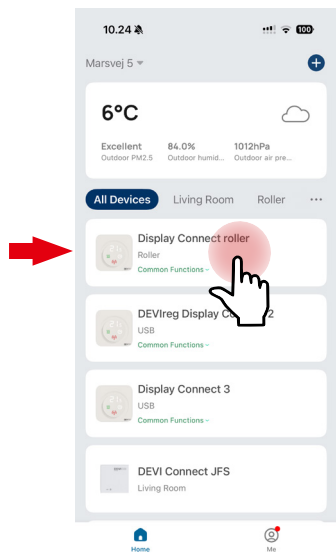 10.24
100
Marsvej 5
6°C
Excellent 84.0% 1012hPa
Outdoor PM2.5 Outdoor humid... Outdoor air pre...
All Devices Living Room Roller ...
Display Connect roller
Roller
Common Functions
DEVIreg Display 2
USB
Common Functions
Display Connect 3
USB
Common Functions
DEVI Connect JFS
Living Room
Home Me